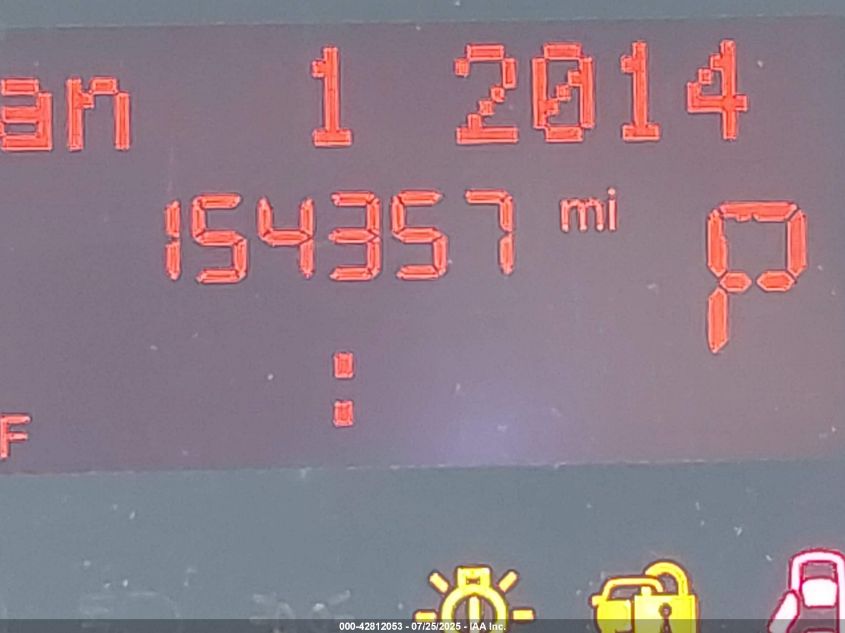 an 1 2014
154357 mi P
:
F
000-42812053 - 07/25/2025 - IAA Inc.